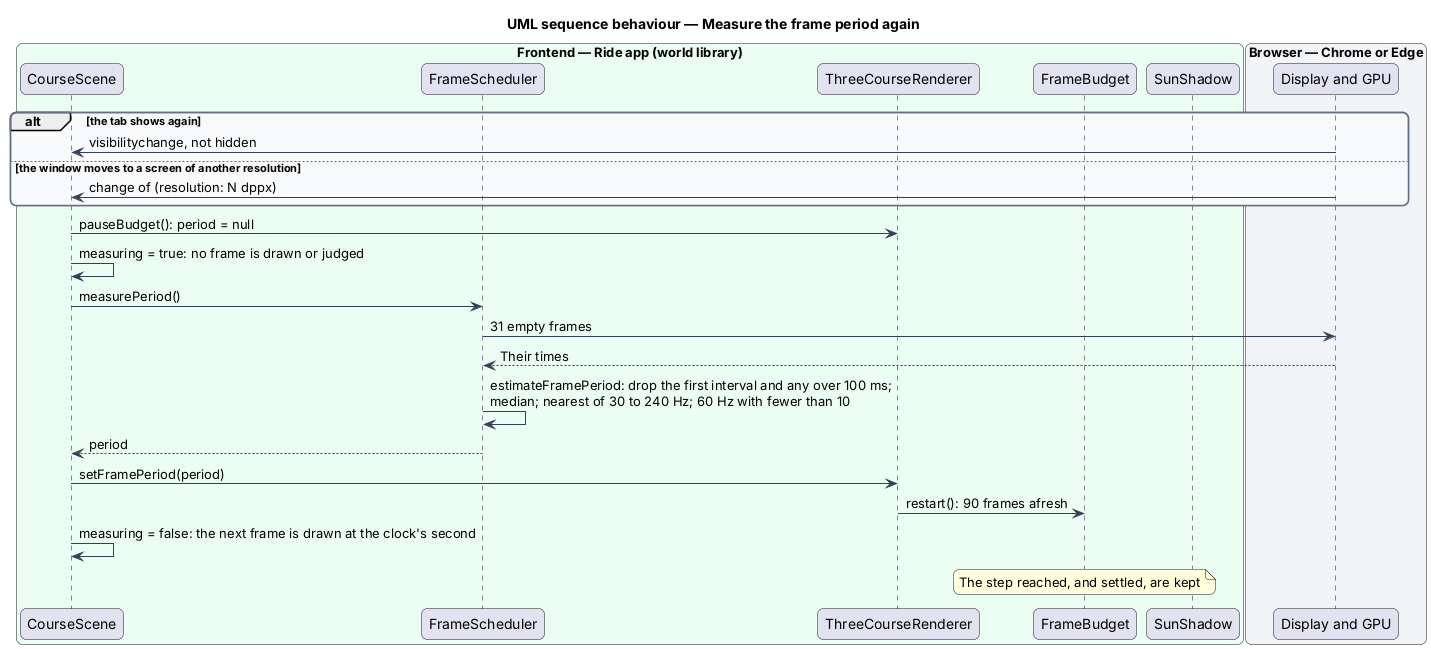 UML sequence behaviour — Measure the frame period again
Frontend — Ride app (world library)
Browser — Chrome or Edge
CourseScene
FrameScheduler
ThreeCourseRenderer
FrameBudget
SunShadow
Display and GPU
alt
[the tab shows again]
visibilitychange, not hidden
[the window moves to a screen of another resolution]
change of (resolution: N dppx)
pauseBudget(): period = null
measuring = true: no frame is drawn or judged
measurePeriod()
31 empty frames
Their times
estimateFramePeriod: drop the first interval and any over 100 ms;
median; nearest of 30 to 240 Hz; 60 Hz with fewer than 10
period
setFramePeriod(period)
restart(): 90 frames afresh
measuring = false: the next frame is drawn at the clock's second
The step reached, and settled, are kept
CourseScene
FrameScheduler
ThreeCourseRenderer
FrameBudget
SunShadow
Display and GPU